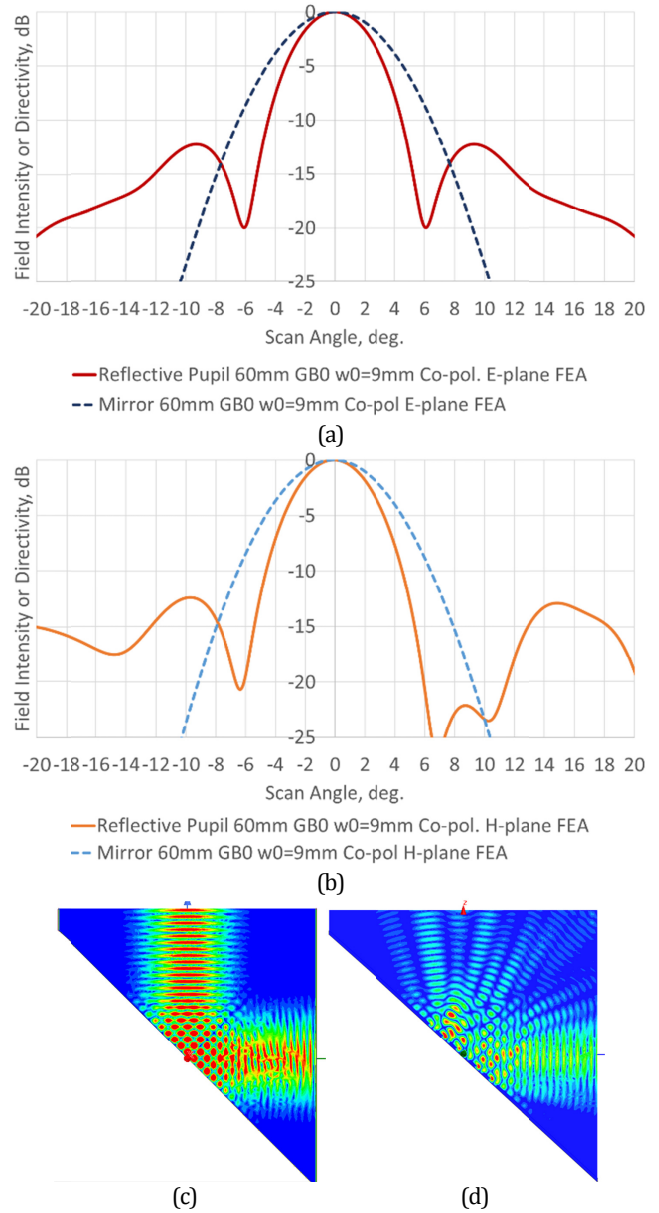 0
-5
-10
-15
-20
-25
Field Intensity or Directivity, dB
-20 -18 -16 -14 -12 -10 -8 -6 -4 -2 0 2 4 6 8 10 12 14 16 18 20
Scan Angle, deg.
Reflective Pupil 60mm GB0 w0=9mm Co-pol. E-plane FEA
Mirror 60mm GB0 w0=9mm Co-pol E-plane FEA
(a)
0
-5
-10
-15
-20
-25
Field Intensity or Directivity, dB
-20 -18 -16 -14 -12 -10 -8 -6 -4 -2 0 2 4 6 8 10 12 14 16 18 20
Scan Angle, deg.
Reflective Pupil 60mm GB0 w0=9mm Co-pol. H-plane FEA
Mirror 60mm GB0 w0=9mm Co-pol H-plane FEA
(b)
z
(c) (d)